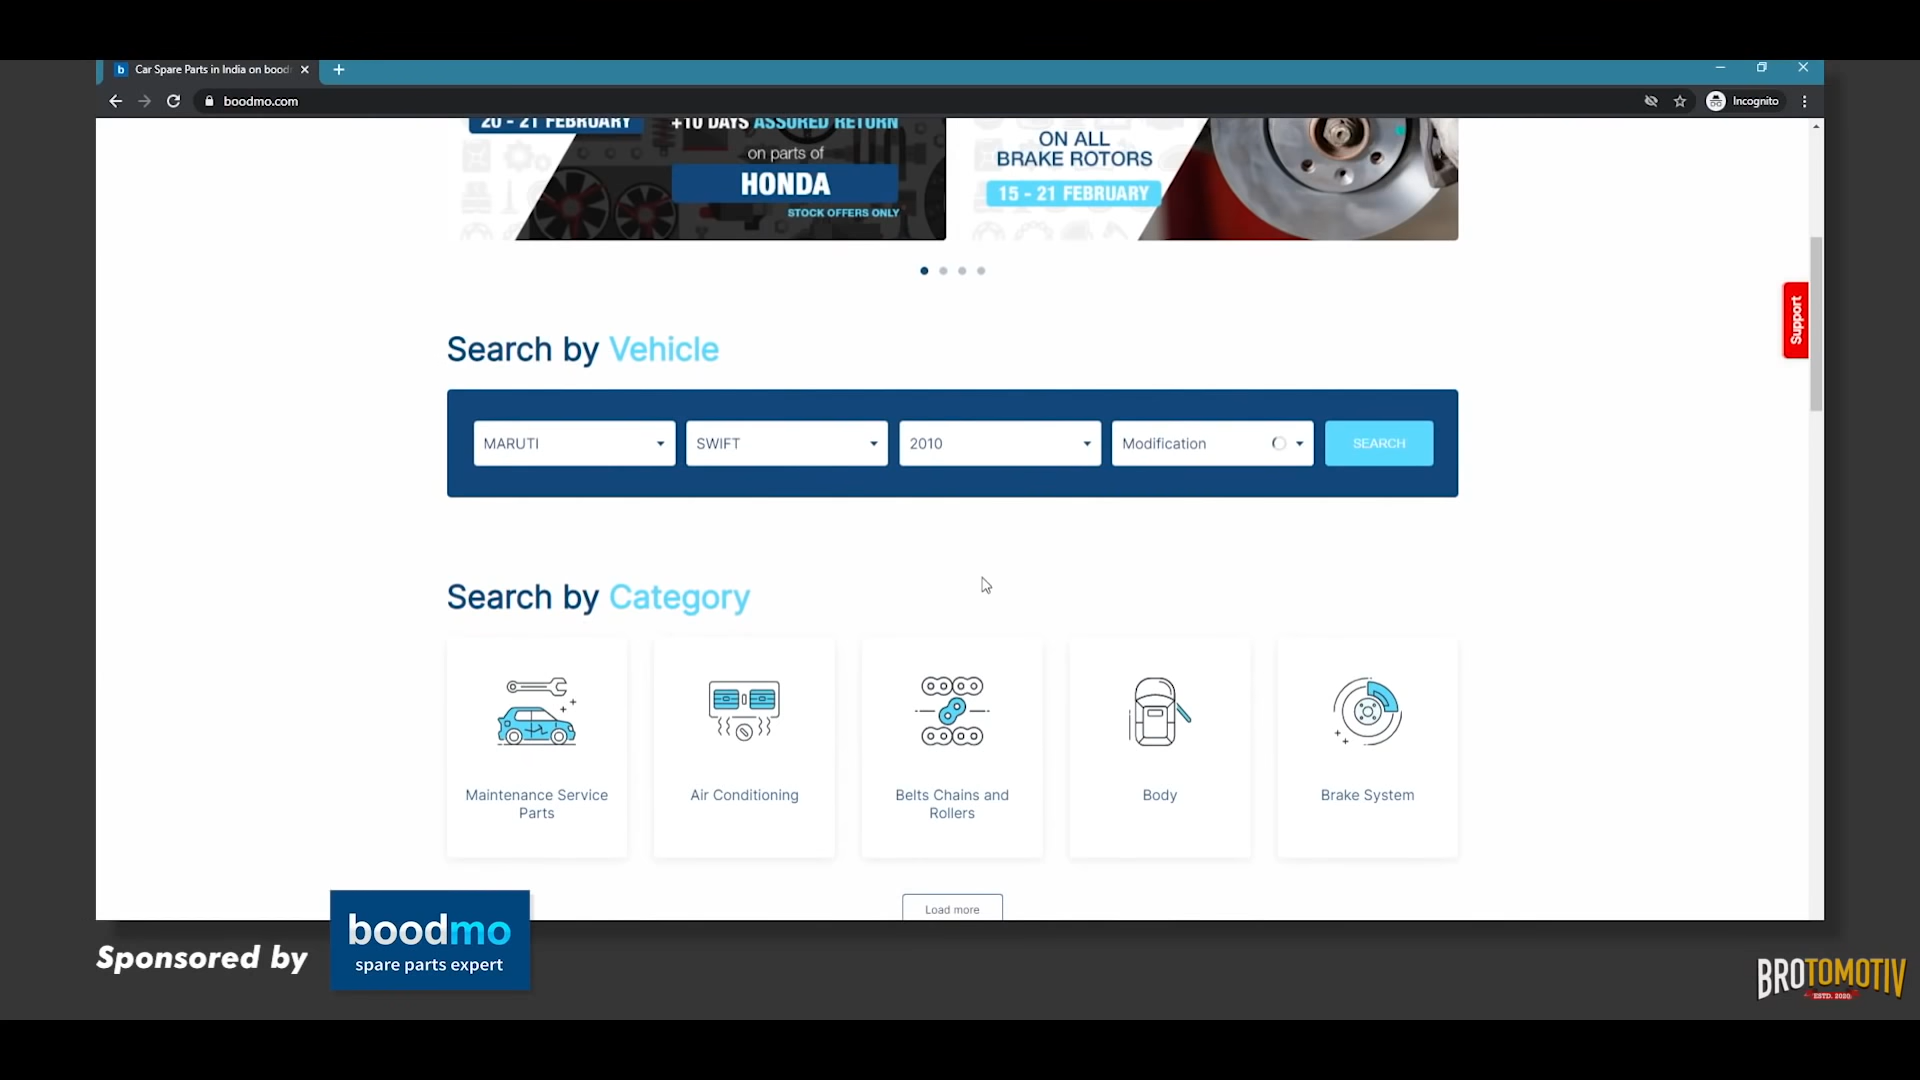 Car Spare Parts in India on bood
boodmo.com
Incognito
20 - 21 FEBRUARY
+10 DAYS ASSURED RETURN
on parts of
HONDA
STOCK OFFERS ONLY
ON ALL
BRAKE ROTORS
15 - 21 FEBRUARY
Support
Search by Vehicle
MARUTI
SWIFT
2010
Modification
SEARCH
Search by Category
Maintenance Service
Parts
Air Conditioning
Belts Chains and
Rollers
Body
Brake System
Load more
Sponsored by
boodmo
spare parts expert
BROTOMOTIV
ESTD. 2020